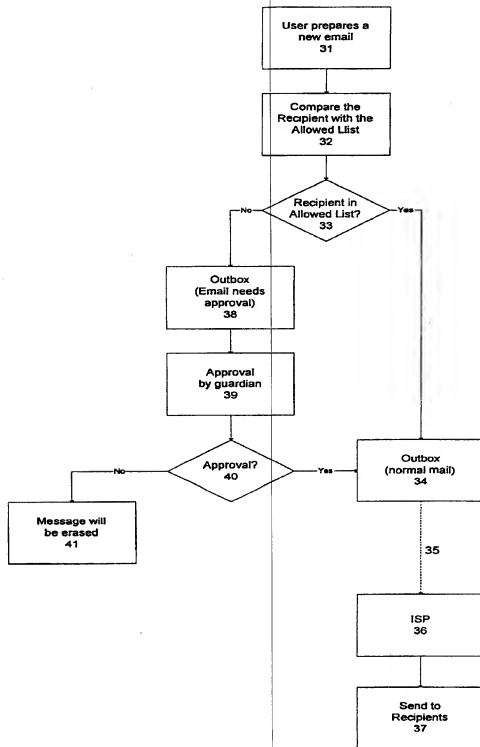 User prepares a
new email
31
Compare the
Recipient with the
Allowed Llist
32
Recipient in
Allowed List?
33
No
Yes
Outbox
(Email needs
approval)
38
Approval
by guardian
39
Approval?
40
No
Yes
Outbox
(normal mail)
34
Message will
be erased
41
35
ISP
36
Send to
Recipients
37